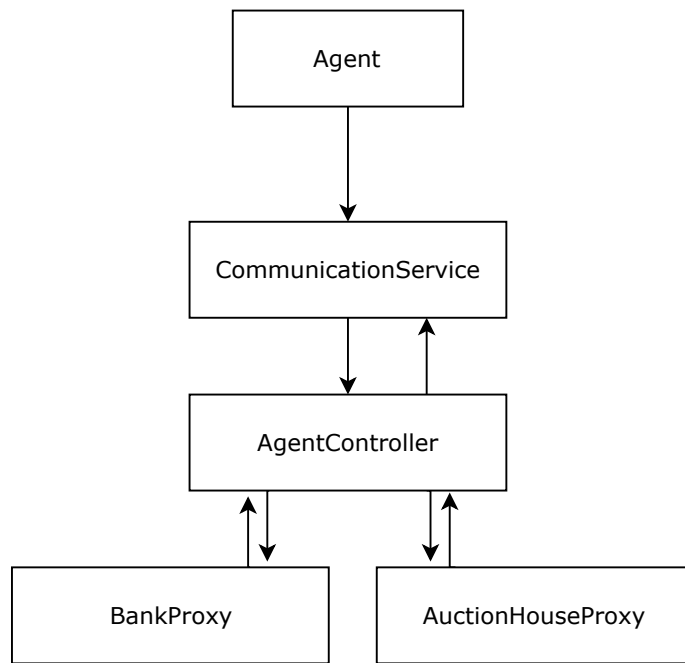 Agent
CommunicationService
AgentController
BankProxy
AuctionHouseProxy